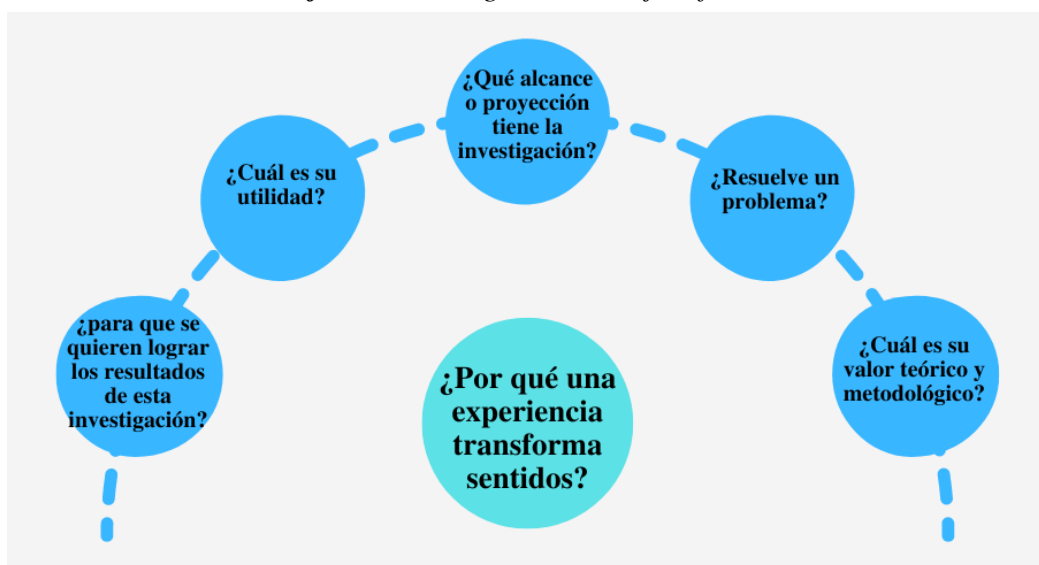 ¿para que se
quieren lograr
los resultados
de esta
investigación?
¿Cuál es su
utilidad?
¿Qué alcance
o proyección
tiene la
investigación?
¿Resuelve un
problema?
¿Cuál es su
valor teórico y
metodológico?
¿Por qué una
experiencia
transforma
sentidos?